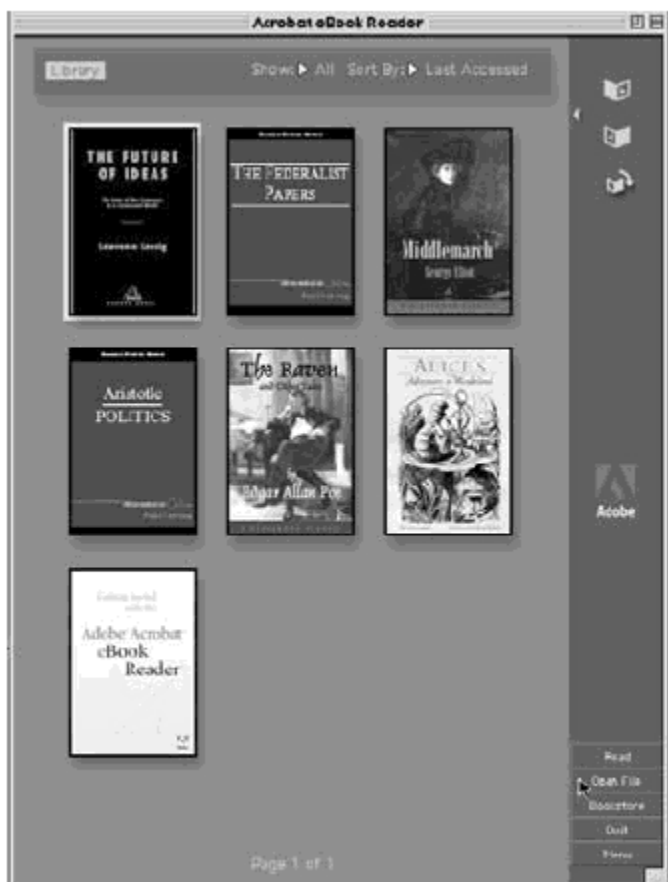 Acrobat eBook Reader
Library
Show: All Sort By: Last Accessed
THE FUTURE
OF IDEAS
Lawrence Lessig
THE FEDERALIST
PAPERS
Middlemarch
George Eliot
Aristotle
POLITICS
The Raven
and Other Tales
by
Edgar Allan Poe
ALICE'S
Adventures in Wonderland
Adobe Acrobat
eBook
Reader
Adobe
Read
Open File
Bookstore
Quit
Menu
Page 1 of 1